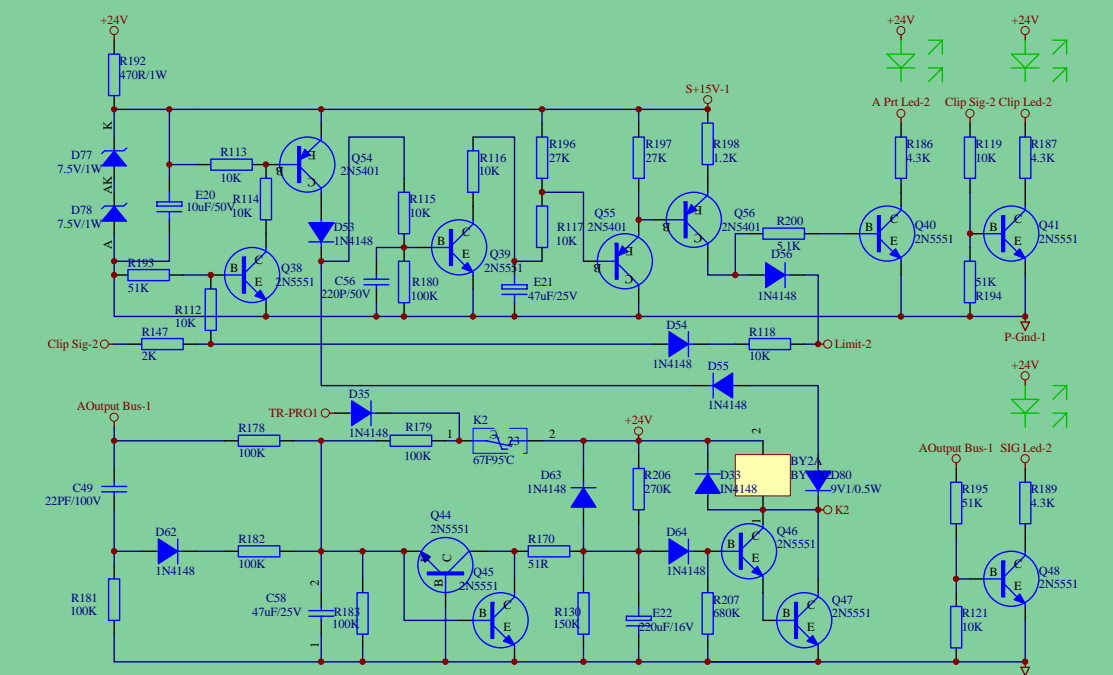 +24V
+24V
+24V
R192
470R/1W
S+15V-1
A Prt Led-2
Clip Sig-2
Clip Led-2
K
D77
7.5V/1W
R113
10K
Q54
2N5401
E
B
C
R116
10K
R196
27K
R197
27K
R198
1.2K
R186
4.3K
R119
10K
R187
4.3K
AK
D78
7.5V/1W
E20
10uF/50V
R114
10K
R115
10K
D53
1N4148
R117
10K
Q55
2N5401
E
B
C
Q56
2N5401
E
B
C
R200
5.1K
Q40
2N5551
B
C
E
Q41
2N5551
B
C
E
A
R193
51K
Q38
2N5551
B
C
E
C56
220P/50V
R180
100K
Q39
2N5551
B
C
E
E21
47uF/25V
D56
1N4148
51K
R194
R112
10K
Clip Sig-2
R147
2K
D54
1N4148
R118
10K
Limit-2
P-Gnd-1
D55
1N4148
+24V
AOutput Bus-1
TR-PRO1
D35
1N4148
R178
100K
R179
100K
1
K2
2
67F95℃
+24V
2
AOutput Bus-1
SIG Led-2
C49
22PF/100V
D63
1N4148
R206
270K
D33
1N4148
BY2A
D80
9V1/0.5W
K2
1
R195
51K
R189
4.3K
D62
1N4148
R182
100K
Q44
2N5551
C
E
B
R170
51R
D64
1N4148
Q46
2N5551
B
C
E
R181
100K
C58
47uF/25V
2
1
R183
100K
Q45
2N5551
B
C
E
R130
150K
E22
220uF/16V
R207
680K
Q47
2N5551
B
C
E
Q48
2N5551
B
C
E
R121
10K